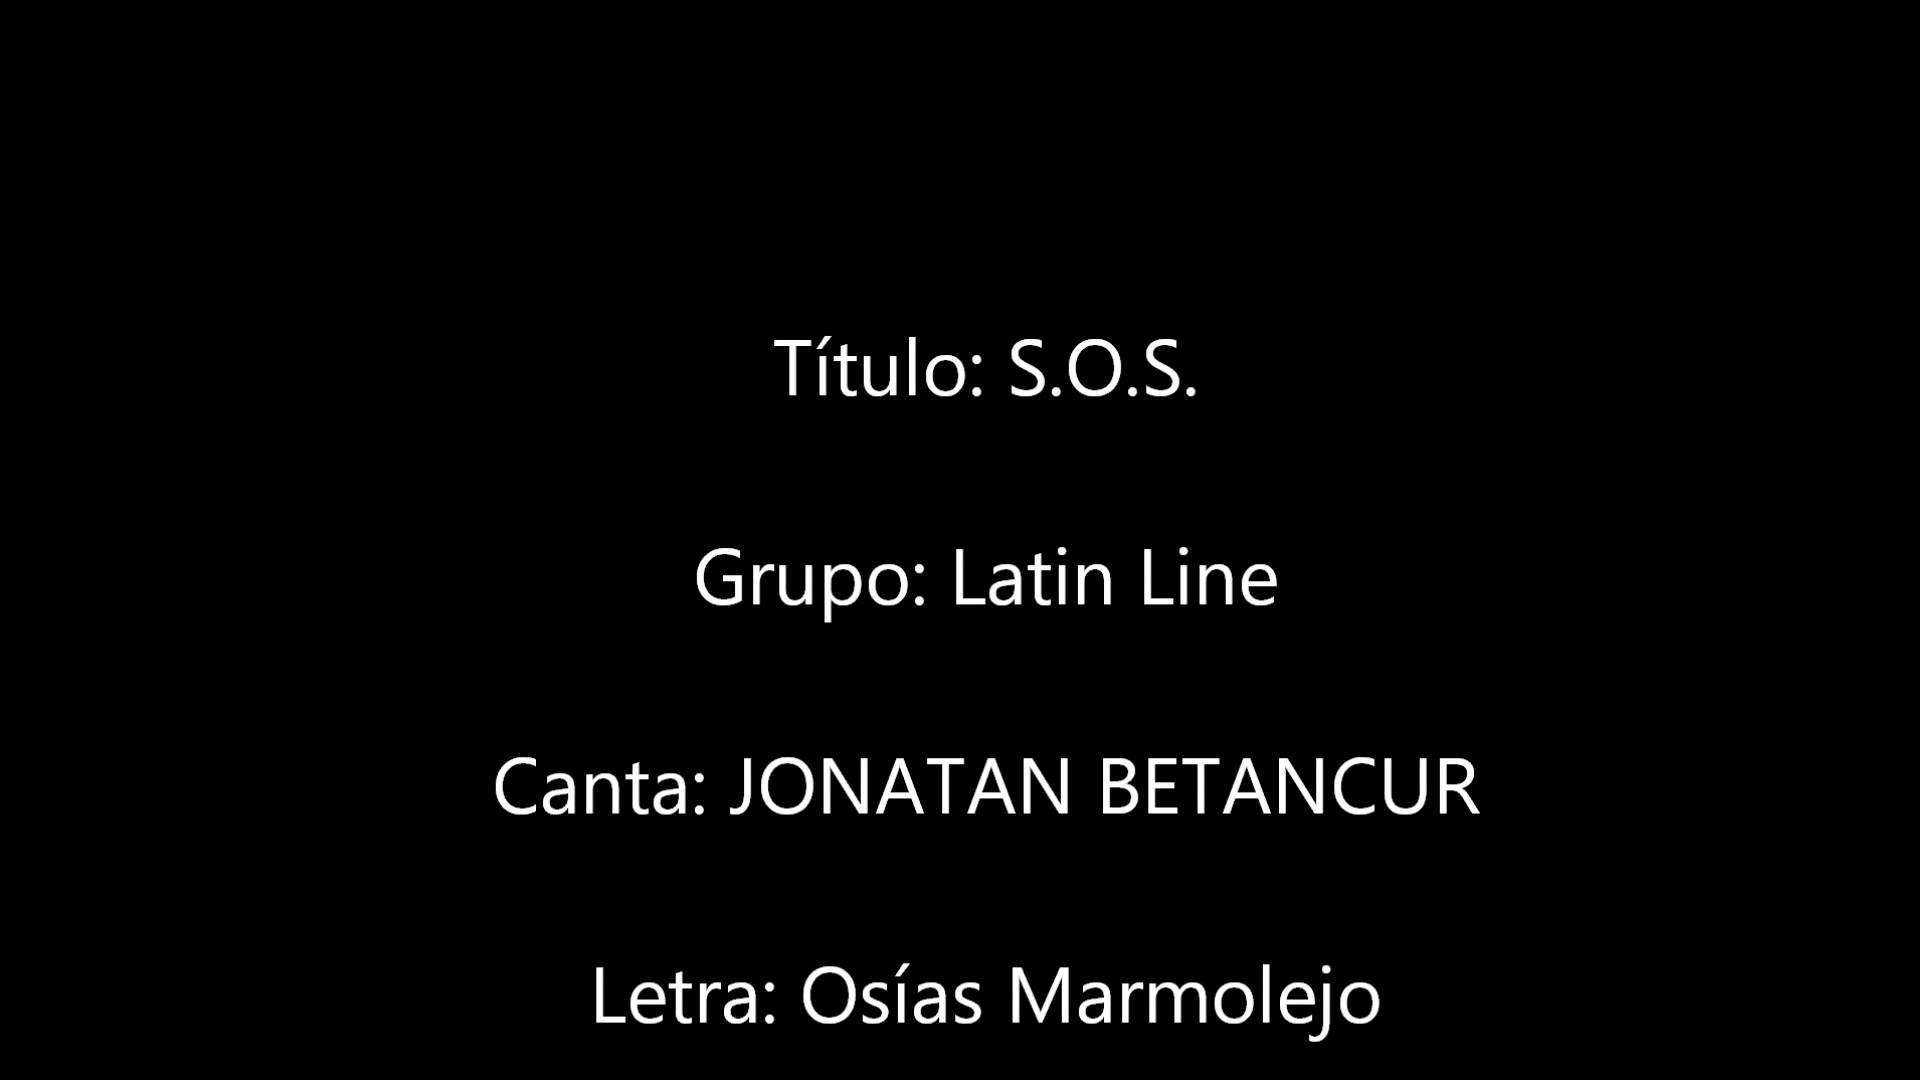 Título: S.O.S.
Grupo: Latin Line
Canta: JONATAN BETANCUR
Letra: Osías Marmolejo